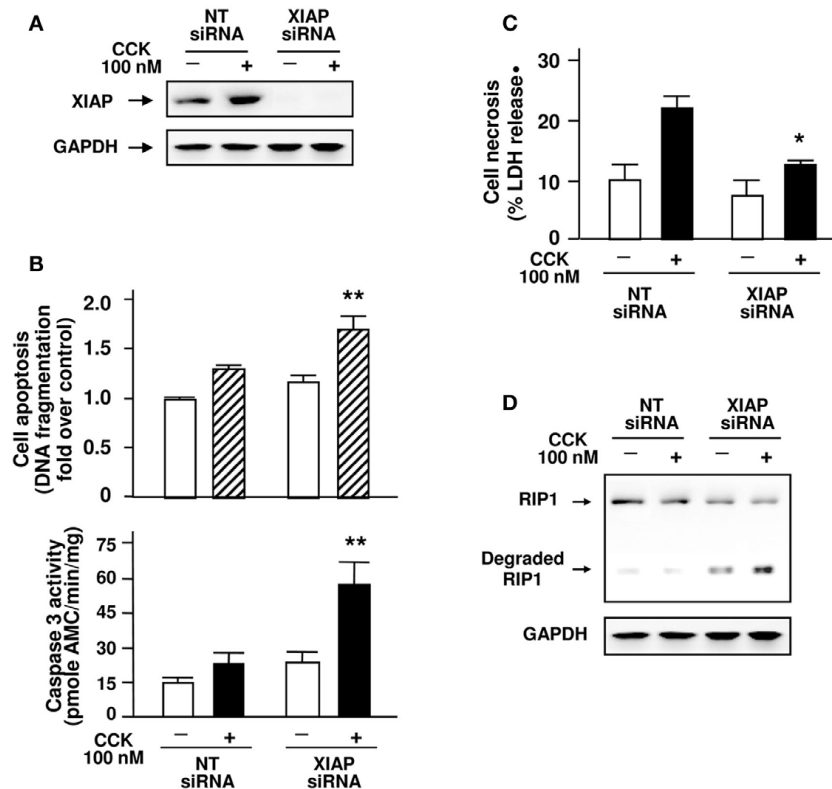 A
NT siRNA XIAP siRNA
CCK
100 nM – + – +
XIAP
GAPDH
B
Cell apoptosis
(DNA fragmentation
fold over control)
2.0
1.5
1.0
0.5
0
**
Caspase 3 activity
(pmole AMC/min/mg)
75
60
45
30
15
0
**
CCK
100 nM – + – +
NT siRNA XIAP siRNA
C
Cell necrosis
(% LDH release•
30
20
10
0
*
CCK
100 nM – + – +
NT siRNA XIAP siRNA
D
NT siRNA XIAP siRNA
CCK
100 nM – + – +
RIP1
Degraded
RIP1
GAPDH